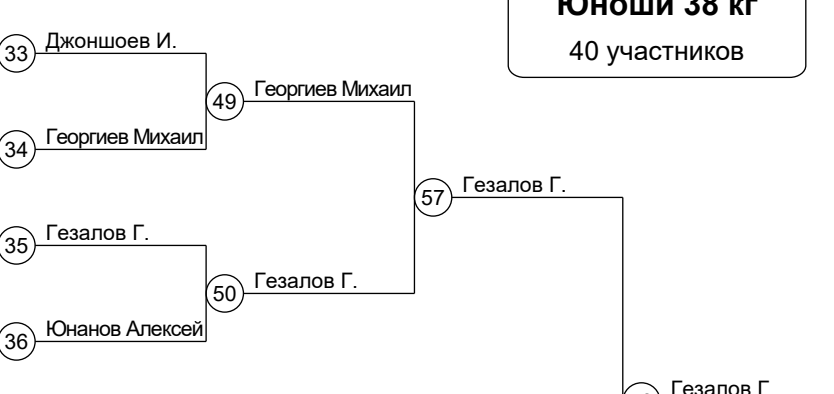 Юноши 38 кг
40 участников
33 Джоншоев И.
49 Георгиев Михаил
34 Георгиев Михаил
57 Гезалов Г.
35 Гезалов Г.
50 Гезалов Г.
36 Юнанов Алексей
Гезалов Г.